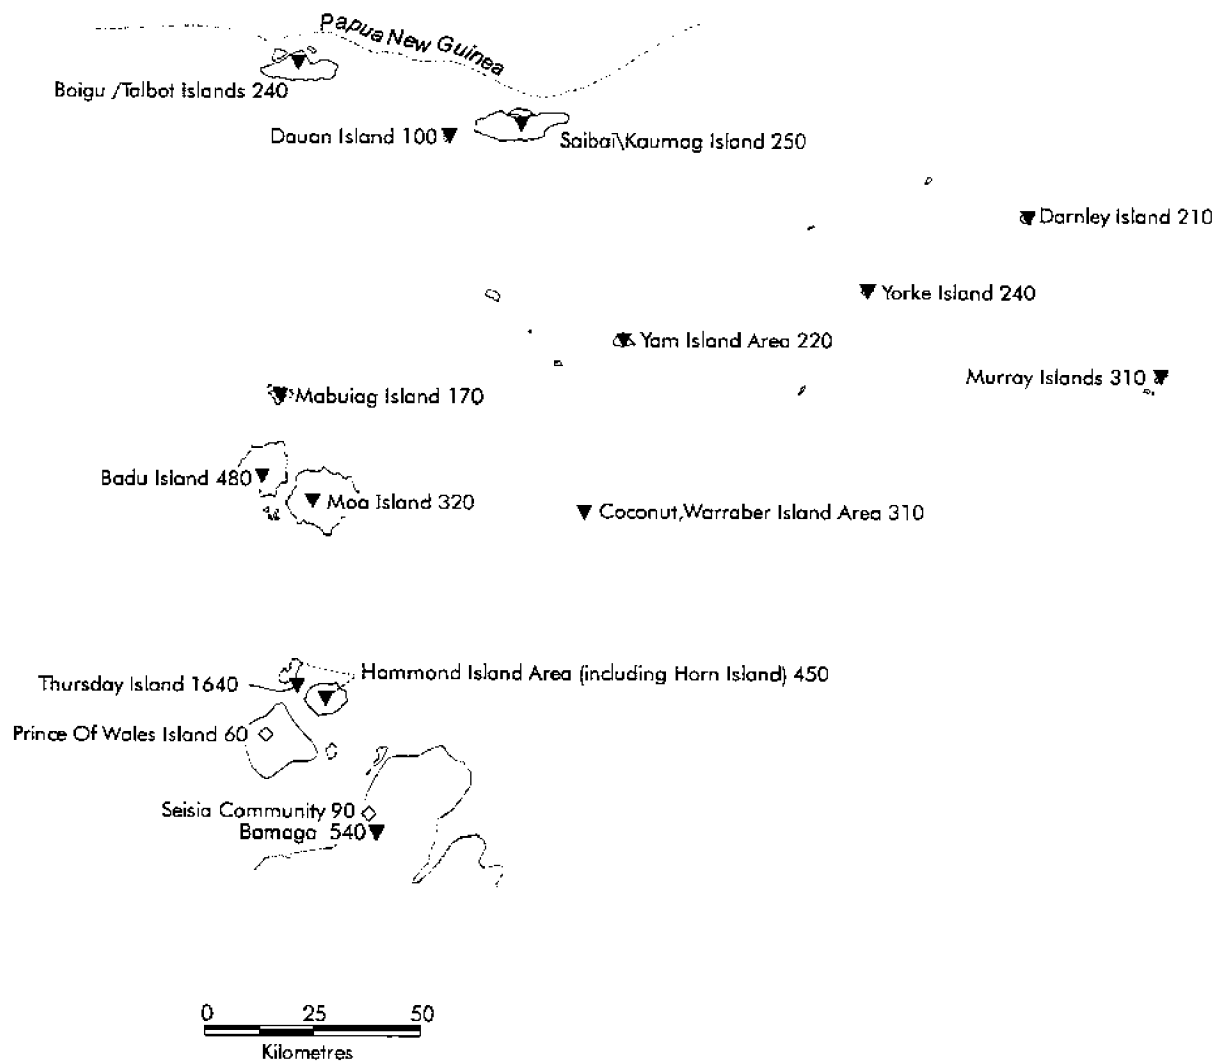 Papua New Guinea
Boigu /Talbot Islands 240
Dauan Island 100
Saibai\Kaumag Island 250
Darnley Island 210
Yorke Island 240
Yam Island Area 220
Murray Islands 310
Mabuiag Island 170
Badu Island 480
Moa Island 320
Coconut,Warraber Island Area 310
Hammond Island Area (including Horn Island) 450
Thursday Island 1640
Prince Of Wales Island 60
Seisia Community 90
Bamaga 540
0 25 50
Kilometres